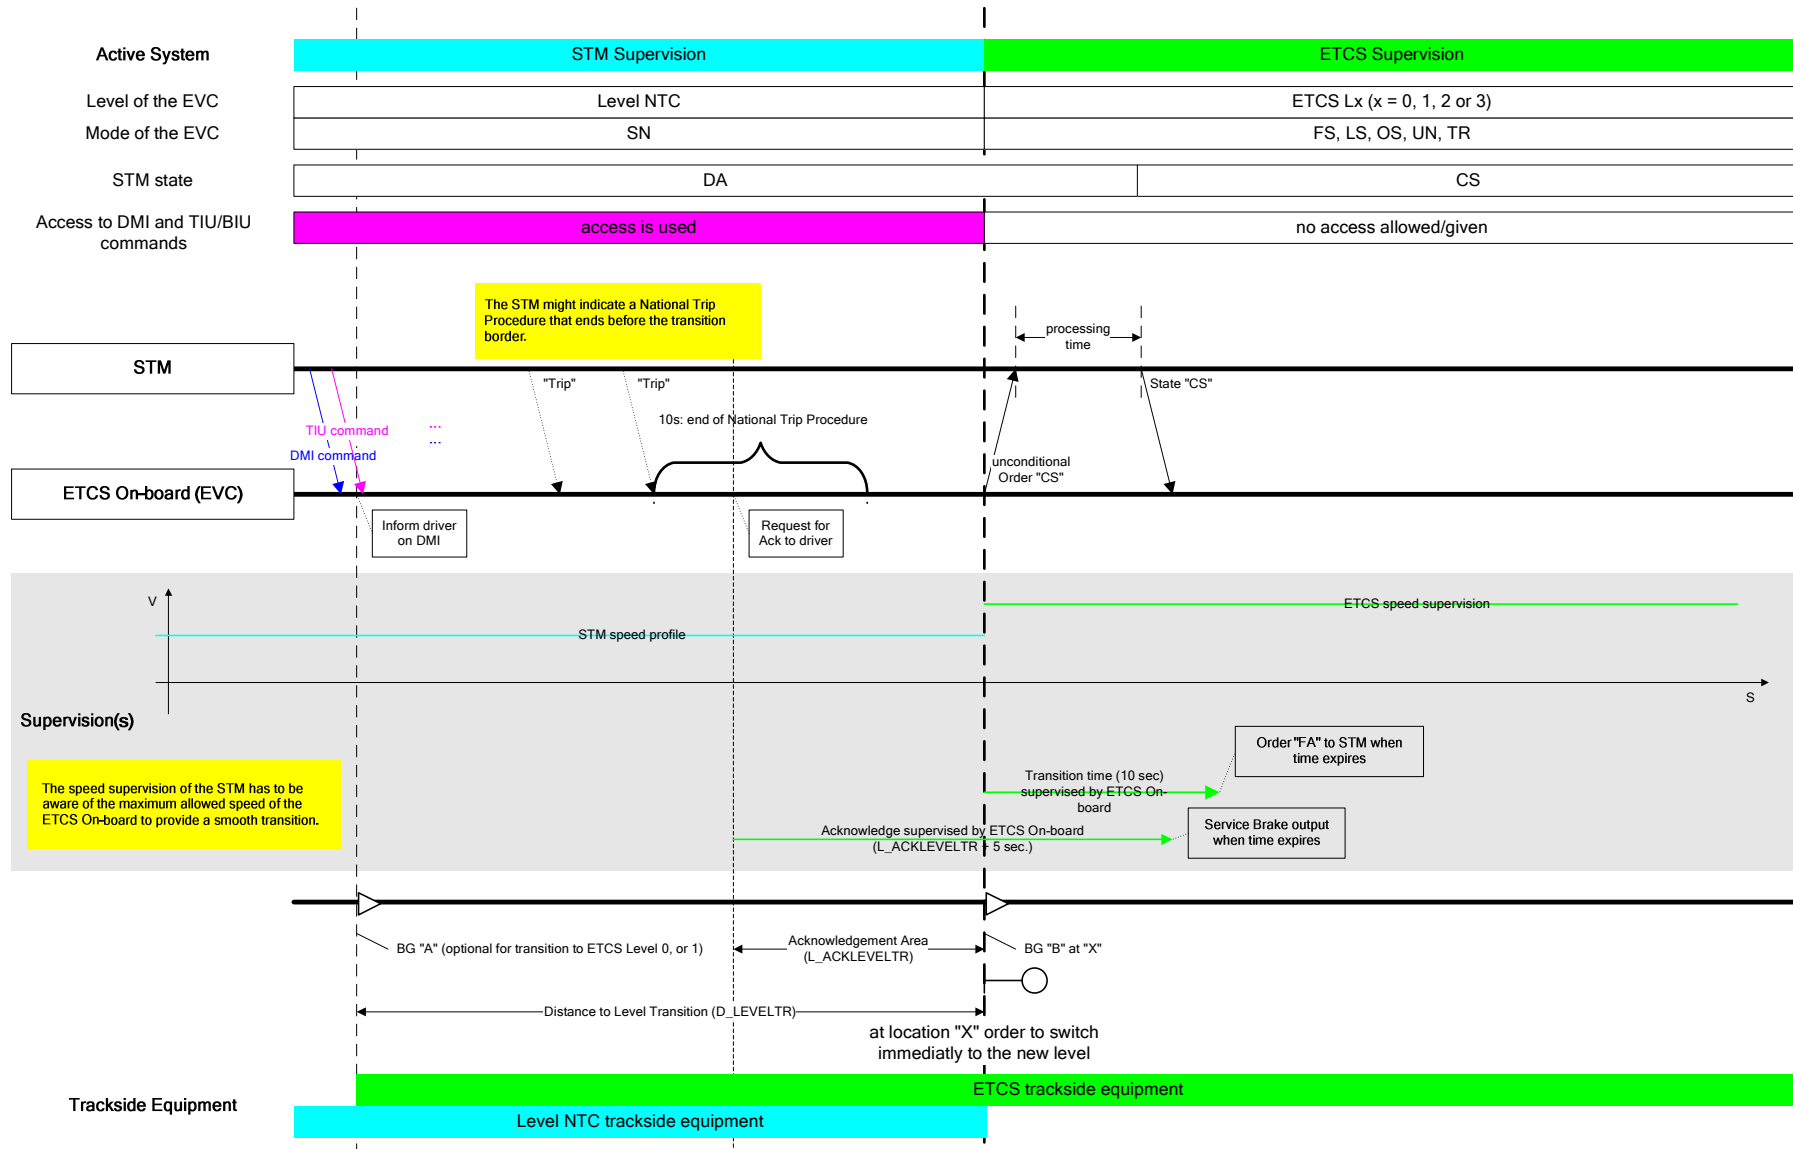 Active System
STM Supervision
ETCS Supervision
Level of the EVC
Level NTC
ETCS Lx (x = 0, 1, 2 or 3)
Mode of the EVC
SN
FS, LS, OS, UN, TR
STM state
DA
CS
Access to DMI and TIU/BIU
commands
access is used
no access allowed/given
The STM might indicate a National Trip
Procedure that ends before the transition
border.
processing
time
STM
"Trip"
"Trip"
State "CS"
TIU command
...
...
DMI command
10s: end of National Trip Procedure
unconditional
Order "CS"
ETCS On-board (EVC)
Inform driver
on DMI
Request for
Ack to driver
V
ETCS speed supervision
STM speed profile
S
Supervision(s)
Order "FA" to STM when
time expires
The speed supervision of the STM has to be
aware of the maximum allowed speed of the
ETCS On-board to provide a smooth transition.
Transition time (10 sec)
supervised by ETCS On-
board
Acknowledge supervised by ETCS On-board
(L_ACKLEVELTR + 5 sec.)
Service Brake output
when time expires
BG "A" (optional for transition to ETCS Level 0, or 1)
Acknowledgement Area
(L_ACKLEVELTR)
BG "B" at "X"
Distance to Level Transition (D_LEVELTR)
at location "X" order to switch
immediatly to the new level
Trackside Equipment
ETCS trackside equipment
Level NTC trackside equipment